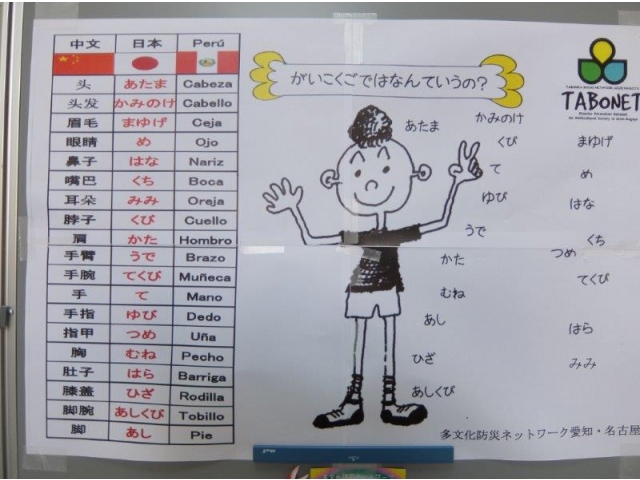 中文 日本 Perú
头 あたま Cabeza
头发 かみのけ Cabello
眉毛 まゆげ Ceja
眼睛 め Ojo
鼻子 はな Nariz
嘴巴 くち Boca
耳朵 みみ Oreja
脖子 くび Cuello
肩 かた Hombro
手臂 うで Brazo
手腕 てくび Muñeca
手 て Mano
手指 ゆび Dedo
指甲 つめ Uña
胸 むね Pecho
肚子 はら Barriga
膝盖 ひざ Rodilla
脚腕 あしくび Tobillo
脚 あし Pie
がいこくごではなんていうの?
TABONET
あたま
かみのけ
くび
まゆげ
て
め
ゆび
はな
うで
くち
かた
つめ
てくび
むね
あし
はら
ひざ
みみ
あしくび
多文化防災ネットワーク愛知・名古屋